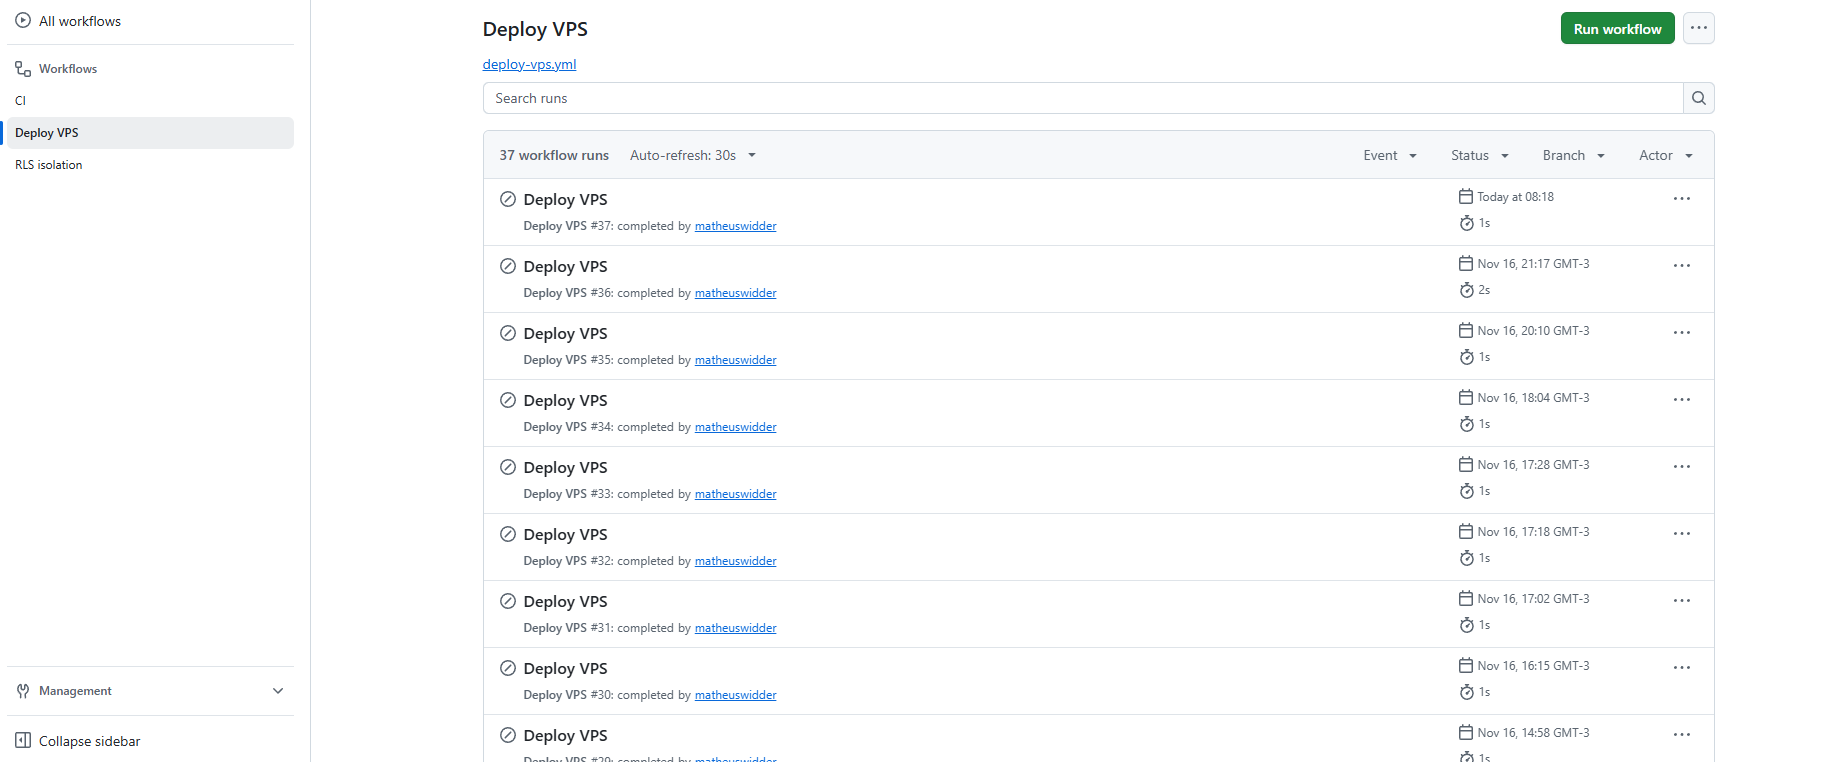 All workflows
Workflows
CI
Deploy VPS
RLS isolation
Management
Collapse sidebar
Deploy VPS
Run workflow
deploy-vps.yml
Search runs
37 workflow runs Auto-refresh: 30s Event Status Branch Actor
Deploy VPS
Today at 08:18
Deploy VPS #37: completed by matheuswidder
1s
Deploy VPS
Nov 16, 21:17 GMT-3
Deploy VPS #36: completed by matheuswidder
2s
Deploy VPS
Nov 16, 20:10 GMT-3
Deploy VPS #35: completed by matheuswidder
1s
Deploy VPS
Nov 16, 18:04 GMT-3
Deploy VPS #34: completed by matheuswidder
1s
Deploy VPS
Nov 16, 17:28 GMT-3
Deploy VPS #33: completed by matheuswidder
1s
Deploy VPS
Nov 16, 17:18 GMT-3
Deploy VPS #32: completed by matheuswidder
1s
Deploy VPS
Nov 16, 17:02 GMT-3
Deploy VPS #31: completed by matheuswidder
1s
Deploy VPS
Nov 16, 16:15 GMT-3
Deploy VPS #30: completed by matheuswidder
1s
Deploy VPS
Nov 16, 14:58 GMT-3
Deploy VPS #29: completed by matheuswidder
1s